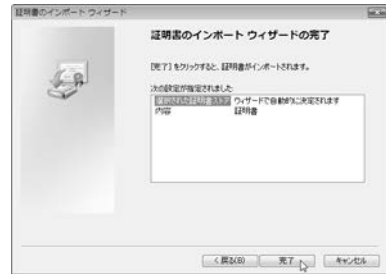 証明書のインポート ウィザード
証明書のインポート ウィザードの完了
[完了] をクリックすると、証明書がインポートされます。
次の設定が指定されました:
選択された証明書ストア ウィザードで自動的に決定されます
内容 証明書
< 戻る(B) 完了 キャンセル